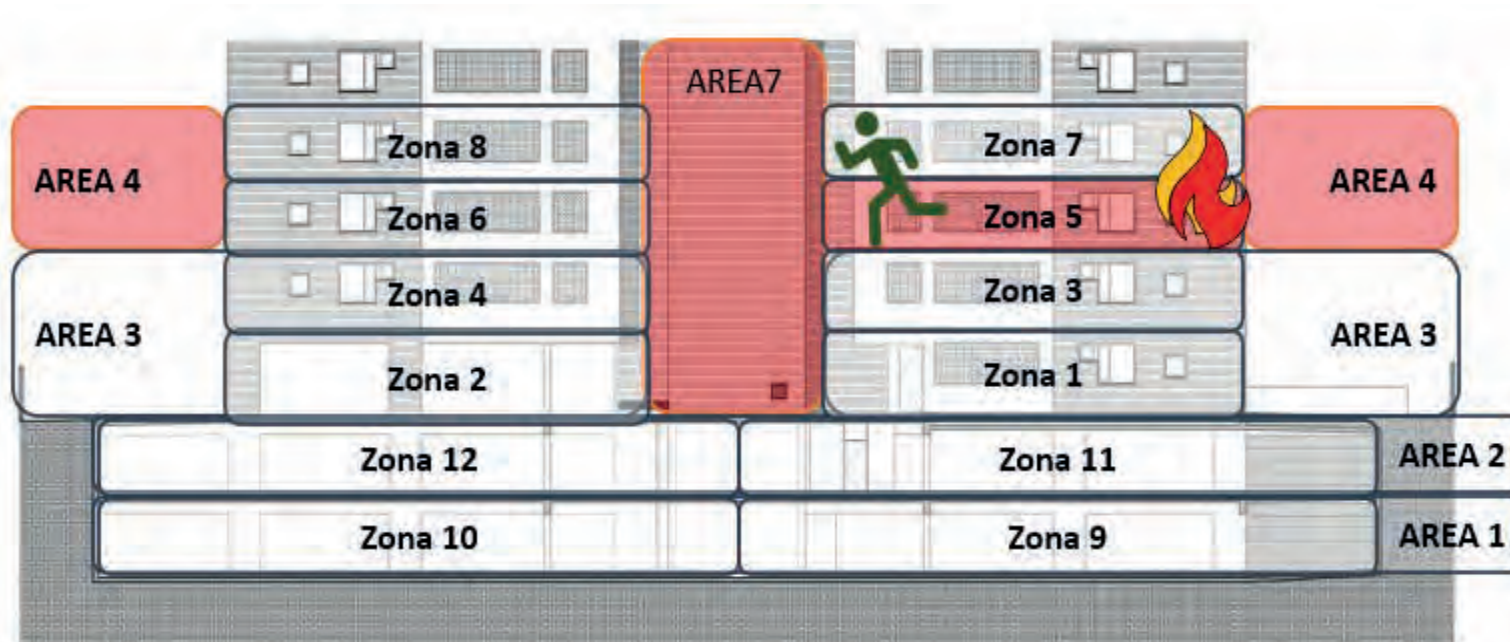 AREA7
Zona 8
Zona 7
AREA 4
AREA 4
Zona 6
Zona 5
Zona 4
Zona 3
AREA 3
AREA 3
Zona 2
Zona 1
Zona 12
Zona 11
AREA 2
Zona 10
Zona 9
AREA 1